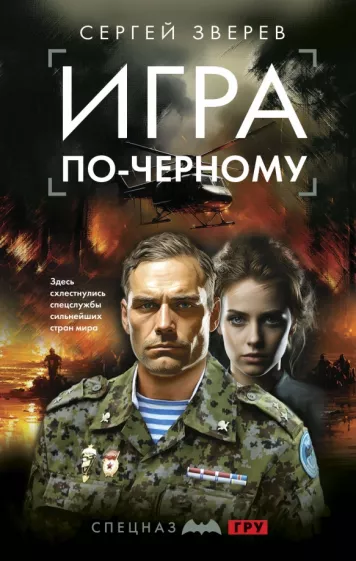 СЕРГЕЙ ЗВЕРЕВ
ИГРА
ПО-ЧЕРНОМУ
Здесь
схлестнулись
спецслужбы
сильнейших
стран мира
СПЕЦНАЗ ГРУ